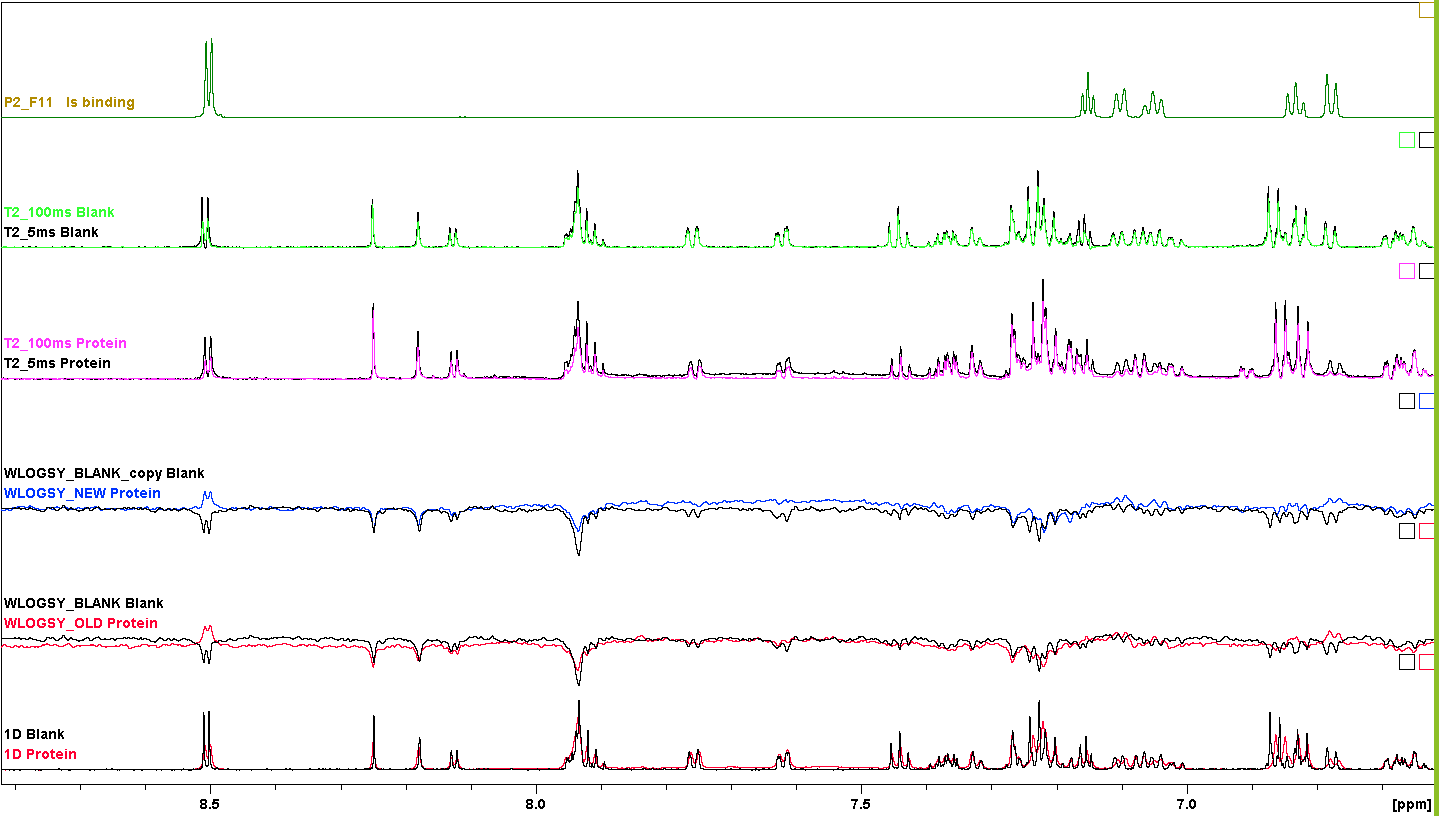 P2_F11 Is binding
T2_100ms Blank
T2_5ms Blank
T2_100ms Protein
T2_5ms Protein
WLOGSY_BLANK_copy Blank
WLOGSY_NEW Protein
WLOGSY_BLANK Blank
WLOGSY_OLD Protein
1D Blank
1D Protein
8.5 8.0 7.5 7.0 [ppm]